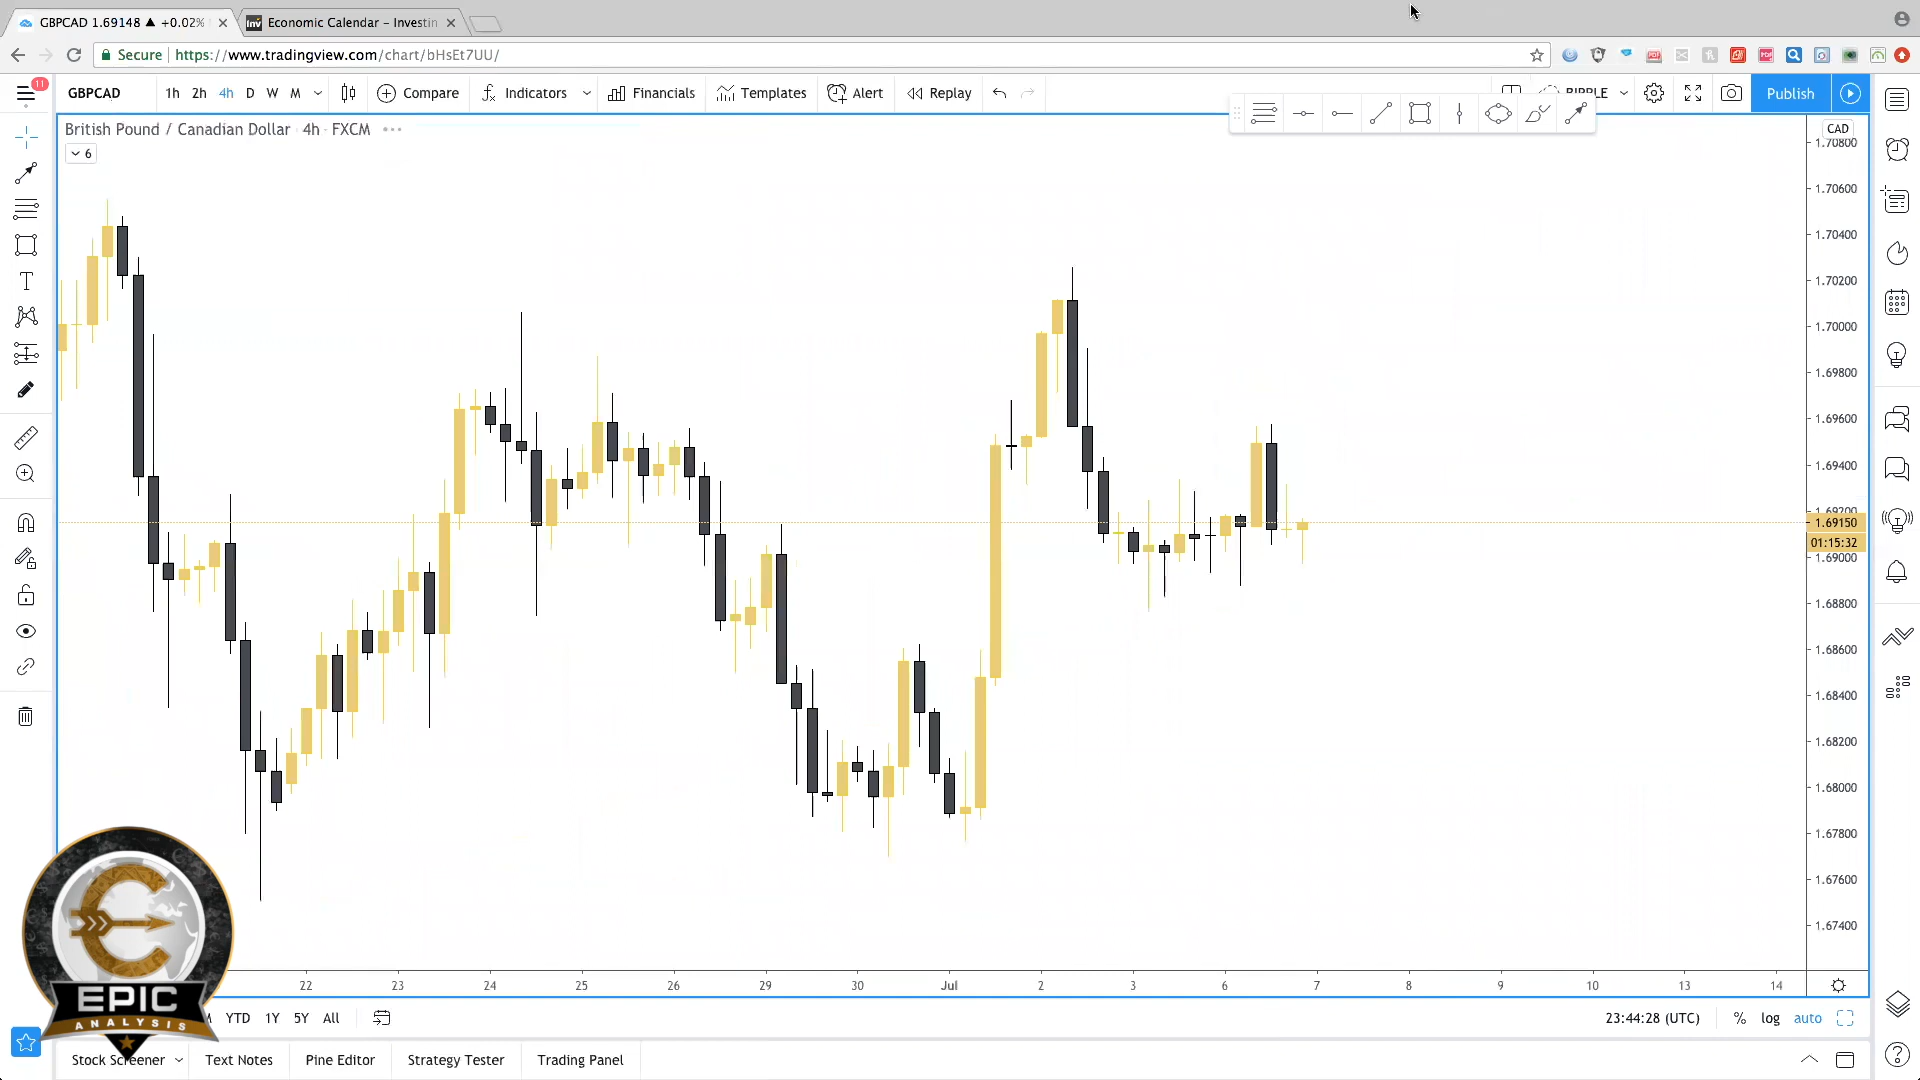 GBPCAD 1.69148 ▲ +0.02%
Economic Calendar – Investin
Secure https://www.tradingview.com/chart/bHsEt7UU/
11
GBPCAD 1h 2h 4h D W M Compare Indicators Financials Templates Alert Replay Publish
British Pound / Canadian Dollar 4h FXCM
6
CAD
1.70800
1.70600
1.70400
1.70200
1.70000
1.69800
1.69600
1.69400
1.69200
1.69150
01:15:32
1.69000
1.68800
1.68600
1.68400
1.68200
1.68000
1.67800
1.67600
1.67400
22 23 24 25 26 29 30 Jul 2 3 6 7 8 9 10 13 14
EPIC
ANALYSIS
YTD 1Y 5Y All
23:44:28 (UTC) % log auto
Stock Screener Text Notes Pine Editor Strategy Tester Trading Panel